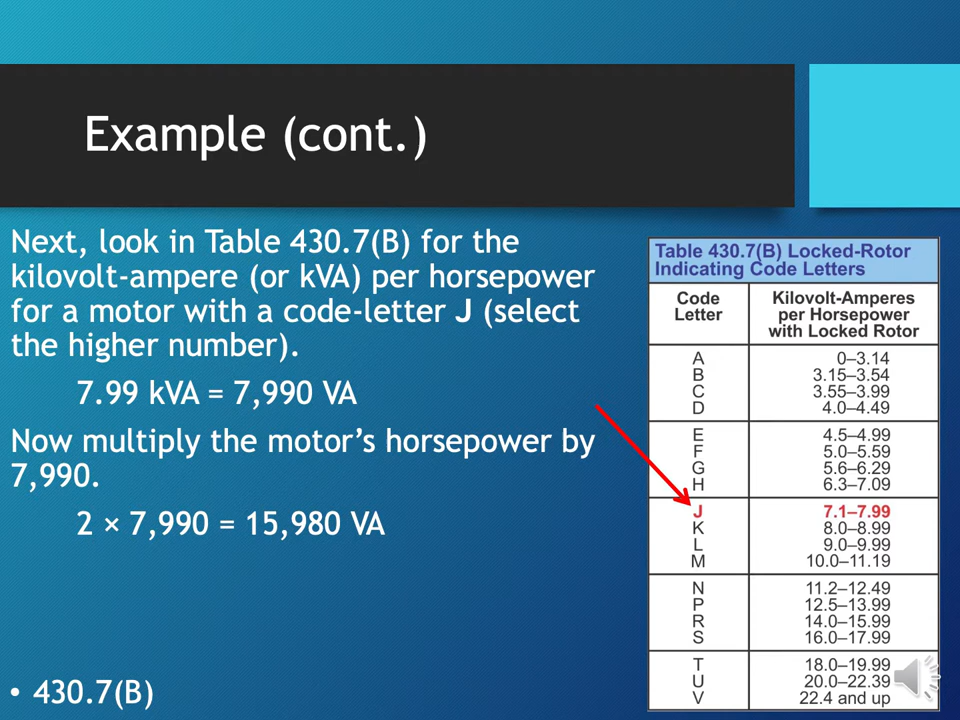 Example (cont.)
Next, look in Table 430.7(B) for the
kilovolt-ampere (or kVA) per horsepower
for a motor with a code-letter J (select
the higher number).
7.99 kVA = 7,990 VA
Now multiply the motor’s horsepower by
7,990.
2 × 7,990 = 15,980 VA
• 430.7(B)
Table 430.7(B) Locked-Rotor
Indicating Code Letters
Code
Letter
Kilovolt-Amperes
per Horsepower
with Locked Rotor
A 0–3.14
B 3.15–3.54
C 3.55–3.99
D 4.0–4.49
E 4.5–4.99
F 5.0–5.59
G 5.6–6.29
H 6.3–7.09
J 7.1–7.99
K 8.0–8.99
L 9.0–9.99
M 10.0–11.19
N 11.2–12.49
P 12.5–13.99
R 14.0–15.99
S 16.0–17.99
T 18.0–19.99
U 20.0–22.39
V 22.4 and up